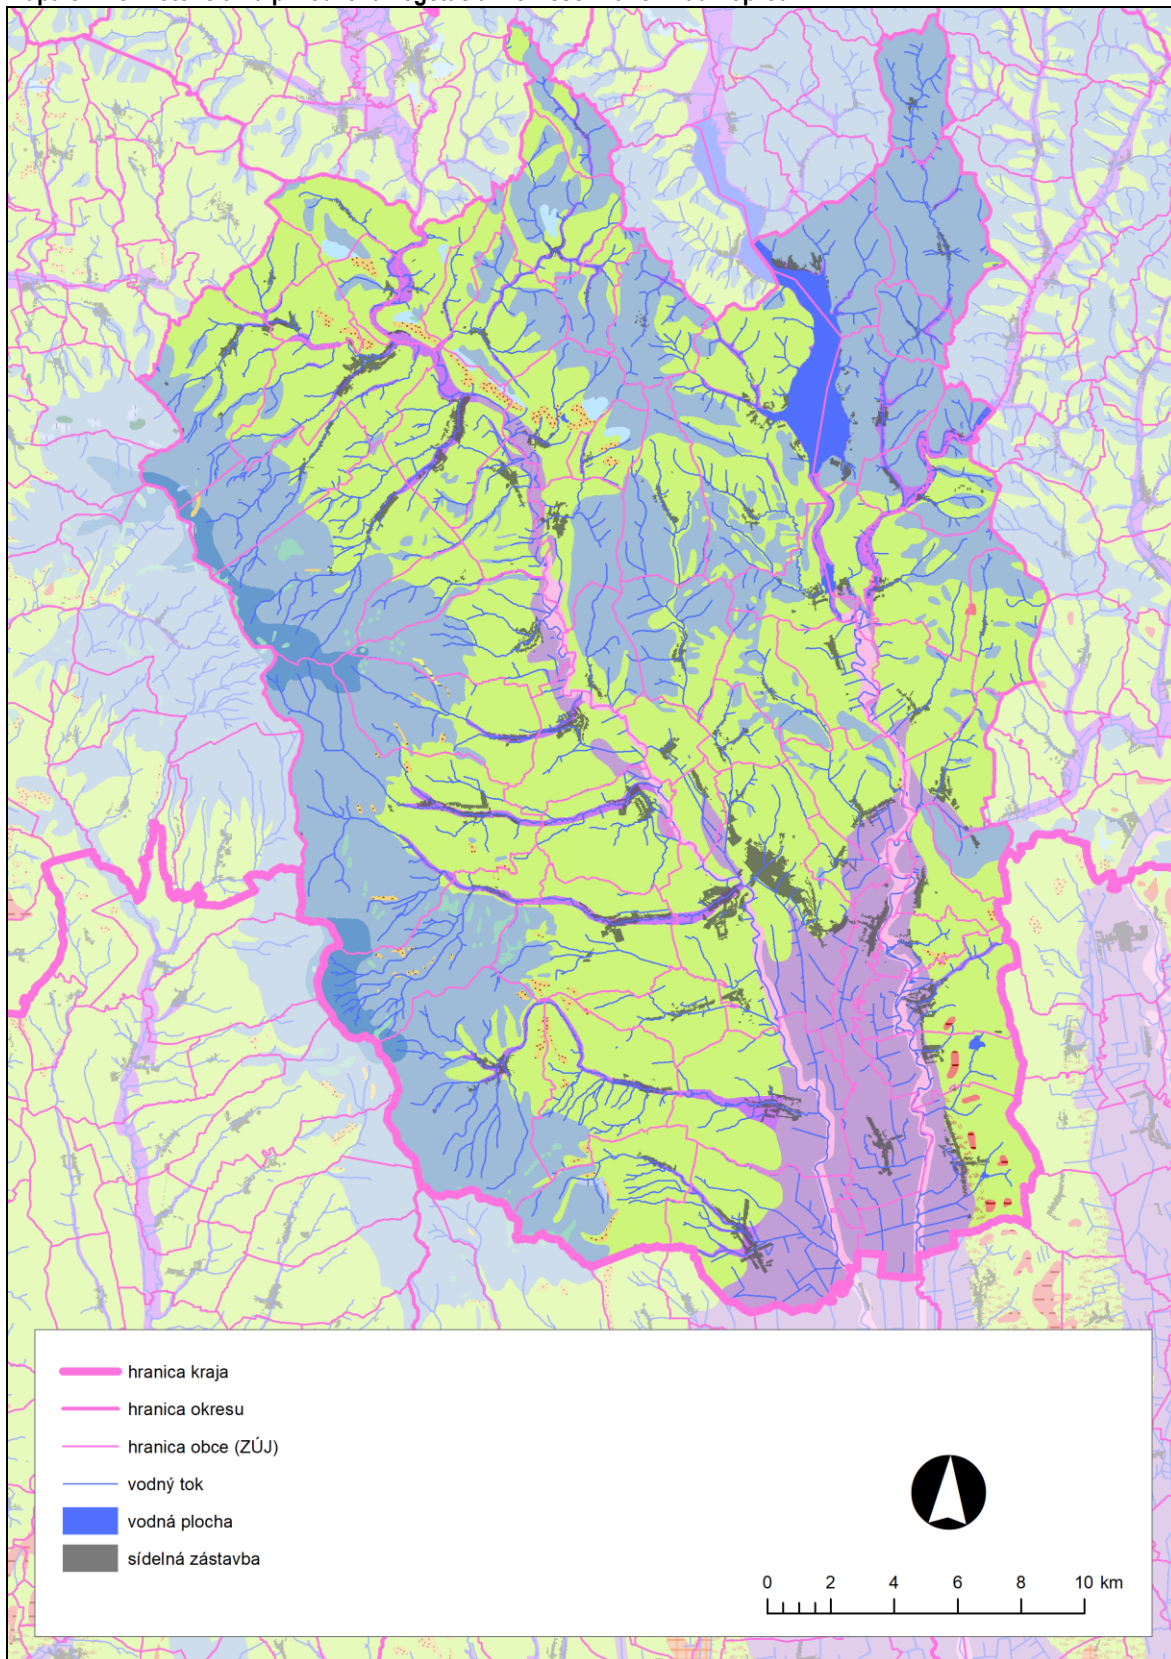 hranica kraja
hranica okresu
hranica obce (ZÚJ)
vodný tok
vodná plocha
sídelná zástavba
0 2 4 6 8 10 km